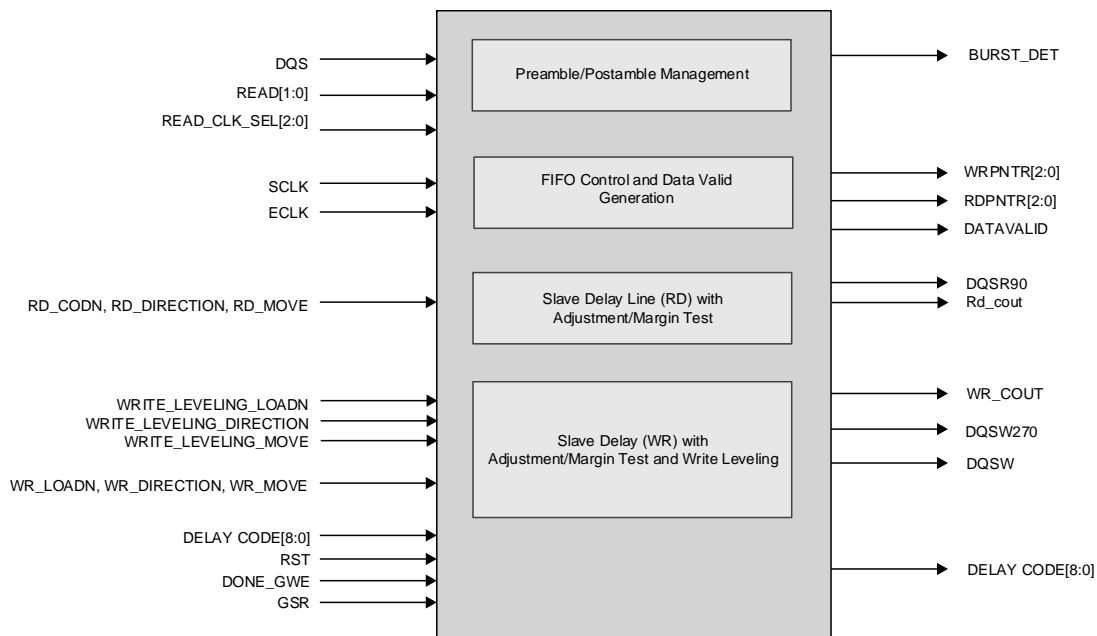 DQS
READ[1:0]
READ_CLK_SEL[2:0]
SCLK
ECLK
RD_CODN, RD_DIRECTION, RD_MOVE
WRITE_LEVELING_LOADN
WRITE_LEVELING_DIRECTION
WRITE_LEVELING_MOVE
WR_LOADN, WR_DIRECTION, WR_MOVE
DELAY CODE[8:0]
RST
DONE_GWE
GSR
Preamble/Postamble Management
FIFO Control and Data Valid
Generation
Slave Delay Line (RD) with
Adjustment/Margin Test
Slave Delay (WR) with
Adjustment/Margin Test and Write Leveling
BURST_DET
WRPNTR[2:0]
RDPNTR[2:0]
DATAVALID
DQSR90
Rd_cout
WR_COUT
DQSW270
DQSW
DELAY CODE[8:0]